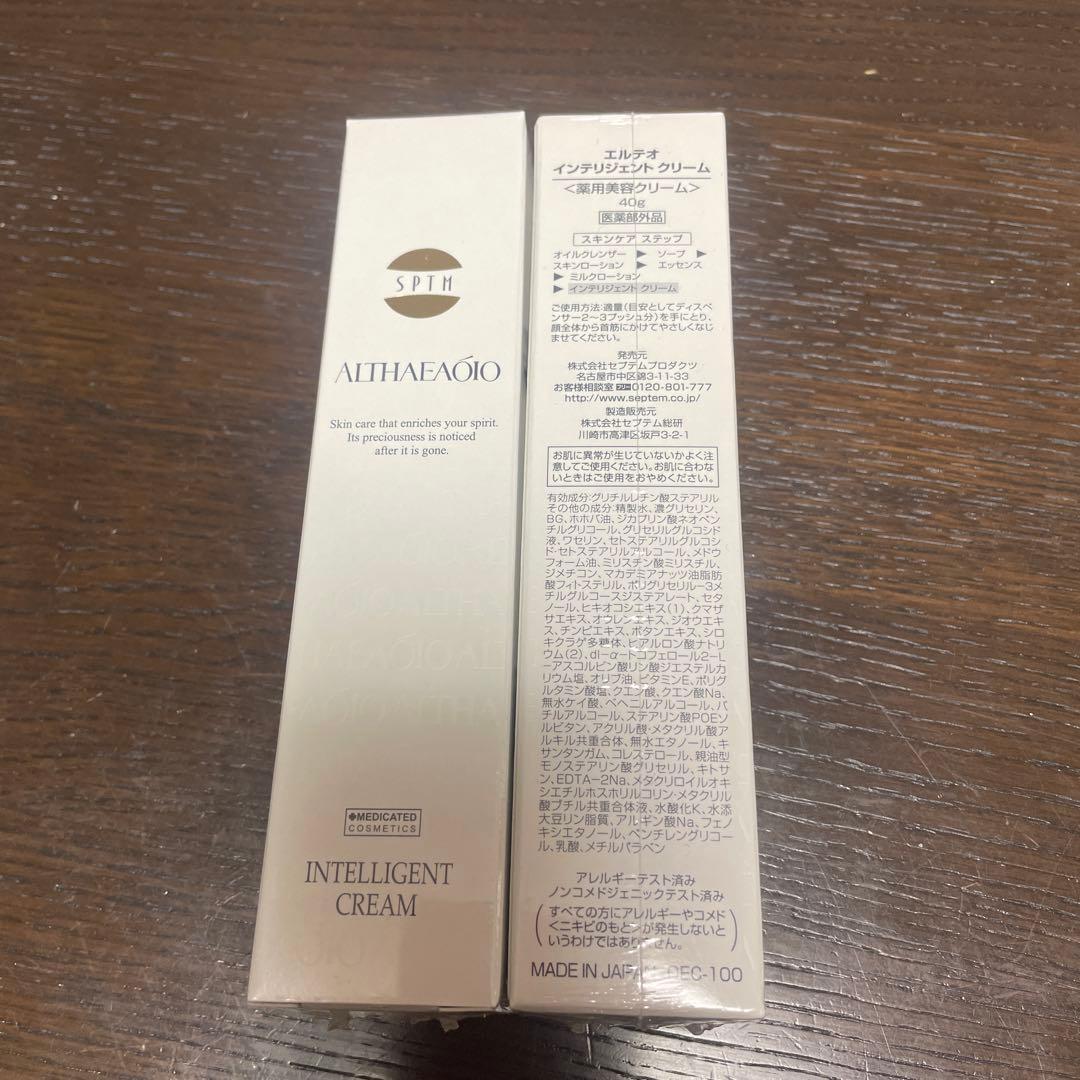 SPTM
ALTHAEAÓIO
Skin care that enriches your spirit.
Its preciousness is noticed
after it is gone.
MEDICATED
COSMETICS
INTELLIGENT
CREAM
エルテオ
インテリジェント クリーム
<薬用美容クリーム>
40g
医薬部外品
スキンケア ステップ
オイルクレンザー ▶ ソープ ▶
スキンローション ▶ エッセンス
▶ ミルクローション
▶ インテリジェント クリーム
ご使用方法:適量(目安としてディスペ
ンサー2〜3プッシュ分)を手にとり、
顔全体から首筋にかけてやさしくなじ
ませてください。
発売元
株式会社セプテムプロダクツ
名古屋市中区錦3-11-33
お客様相談室 0120-801-777
http://www.septem.co.jp/
製造販売元
株式会社セプテム総研
川崎市高津区坂戸3-2-1
お肌に異常が生じていないかよく注
意してご使用ください。お肌に合わな
いときはご使用をおやめください。
有効成分:グリチルレチン酸ステアリル
その他の成分:精製水、濃グリセリン、
BG、ホホバ油、ジカプリン酸ネオペン
チルグリコール、グリセリルグルコシド
液、ワセリン、セトステアリルグルコシ
ド・セトステアリルアルコール、メドウ
フォーム油、ミリスチン酸ミリスチル、
ジメチコン、マカデミアナッツ油脂肪
酸フィトステリル、ポリグリセリル-3メ
チルグルコースジステアレート、セタ
ノール、ヒキオコシエキス(1)、クマザ
サエキス、オウレンエキス、ジオウエキ
ス、チンピエキス、ボタンエキス、シロ
キクラゲ多糖体、ヒアルロン酸ナトリ
ウム(2)、dl-α-トコフェロール2-L
-アスコルビン酸リン酸ジエステルカ
リウム塩、オリブ油、ビタミンE、ポリグ
ルタミン酸塩、クエン酸、クエン酸Na、
無水ケイ酸、ベヘニルアルコール、バ
チルアルコール、ステアリン酸POEソ
ルビタン、アクリル酸・メタクリル酸ア
ルキル共重合体、無水エタノール、キ
サンタンガム、コレステロール、親油型
モノステアリン酸グリセリル、キトサ
ン、EDTA-2Na、メタクリロイルオキ
シエチルホスホリルコリン・メタクリル
酸ブチル共重合体液、水酸化K、水添
大豆リン脂質、アルギン酸Na、フェノ
キシエタノール、ペンチレングリコー
ル、乳酸、メチルパラベン
アレルギーテスト済み
ノンコメドジェニックテスト済み
(すべての方にアレルギーやコメド
<ニキビのもと>が発生しないと
いうわけではありません。)
MADE IN JAPAN DEC-100